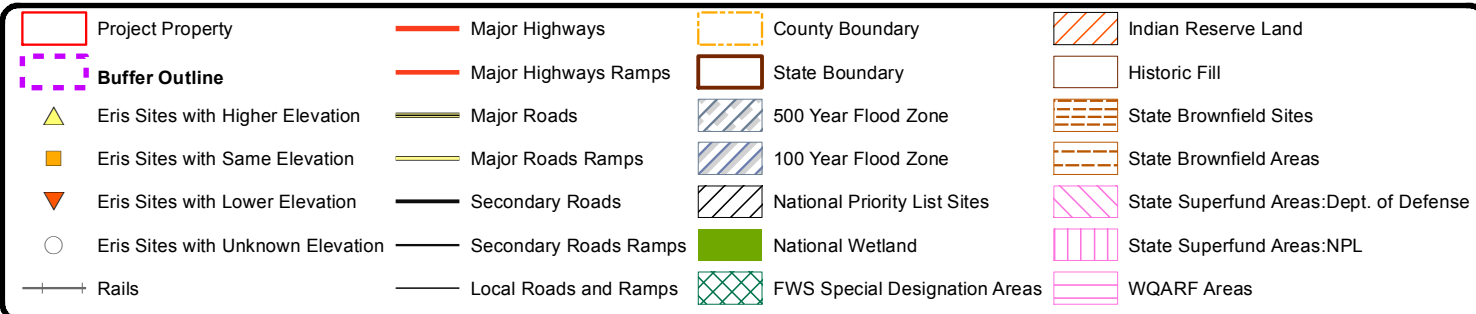 Project Property
Buffer Outline
Eris Sites with Higher Elevation
Eris Sites with Same Elevation
Eris Sites with Lower Elevation
Eris Sites with Unknown Elevation
Rails
Major Highways
Major Highways Ramps
Major Roads
Major Roads Ramps
Secondary Roads
Secondary Roads Ramps
Local Roads and Ramps
County Boundary
State Boundary
500 Year Flood Zone
100 Year Flood Zone
National Priority List Sites
National Wetland
FWS Special Designation Areas
Indian Reserve Land
Historic Fill
State Brownfield Sites
State Brownfield Areas
State Superfund Areas:Dept. of Defense
State Superfund Areas:NPL
WQARF Areas